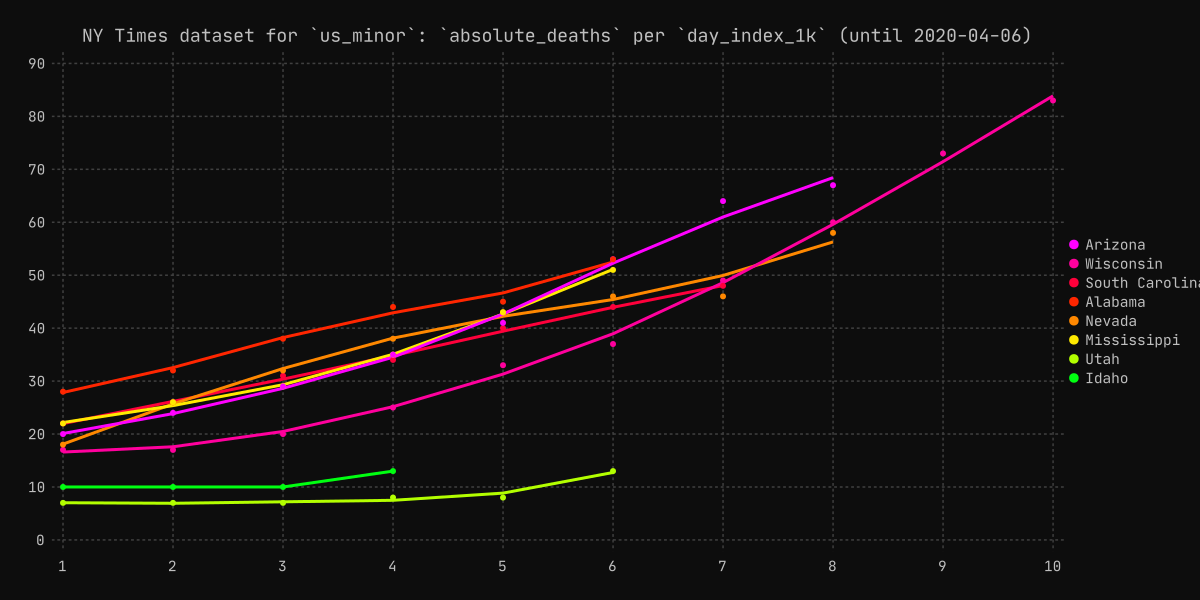 NY Times dataset for `us_minor`: `absolute_deaths` per `day_index_1k` (until 2020-04-06)
90
80
70
60
50
40
30
20
10
0
1 2 3 4 5 6 7 8 9 10
Arizona
Wisconsin
South Carolina
Alabama
Nevada
Mississippi
Utah
Idaho